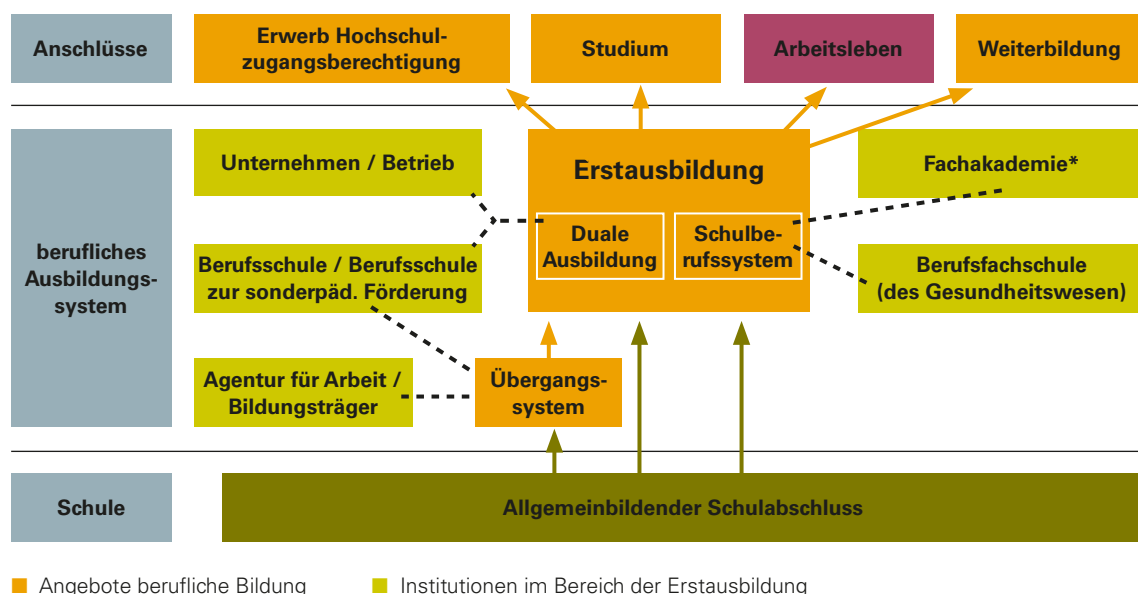 Anschlüsse
Erwerb Hochschul-
zugangsberechtigung
Studium
Arbeitsleben
Weiterbildung
berufliches
Ausbildungs-
system
Unternehmen / Betrieb
Erstausbildung
Fachakademie*
Duale
Ausbildung
Schulbe-
rufssystem
Berufsschule / Berufsschule
zur sonderpäd. Förderung
Berufsfachschule
(des Gesundheitswesen)
Agentur für Arbeit /
Bildungsträger
Übergangs-
system
Schule
Allgemeinbildender Schulabschluss
Angebote berufliche Bildung
Institutionen im Bereich der Erstausbildung